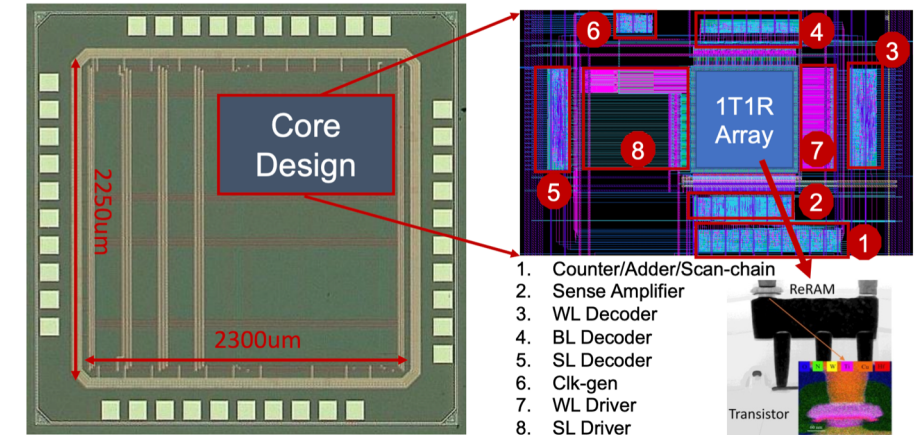 Core
Design
2250um
2300um
6
4
3
1T1R
Array
8
7
5
2
1
1. Counter/Adder/Scan-chain
2. Sense Amplifier
3. WL Decoder
4. BL Decoder
5. SL Decoder
6. Clk-gen
7. WL Driver
8. SL Driver
ReRAM
Transistor
N
W
Cu